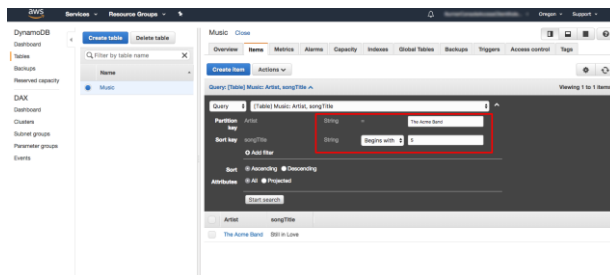 aws Services Resource Groups Oregon Support
DynamoDB
Dashboard
Tables
Backups
Reserved capacity
DAX
Dashboard
Clusters
Subnet groups
Parameter groups
Events
Create table Delete table
Filter by table name X
Name
Music
Music Close
Overview Items Metrics Alarms Capacity Indexes Global Tables Backups Triggers Access control Tags
Create item Actions
Query: [Table] Music: Artist, songTitle
Viewing 1 to 1 items
Query [Table] Music: Artist, songTitle
Partition key Artist String = The Acme Band
Sort key songTitle String Begins with S
Add filter
Sort Ascending Descending
Attributes All Projected
Start search
Artist songTitle
The Acme Band Still in Love